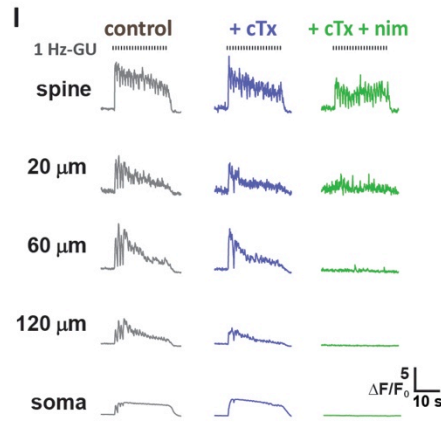 I
control + cTx + cTx + nim
1 Hz-GU
spine
20 μm
60 μm
120 μm
soma
5
ΔF/F₀
10 s